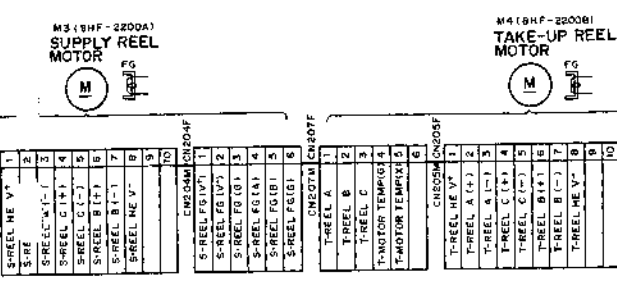 M3(BHF-2200A)
SUPPLY REEL
MOTOR
FG
M
M4(BHF-2200B)
TAKE-UP REEL
MOTOR
FG
M
CN204M CN204F
CN207M CN207F
CN205M CN205F
1 S-REEL HE V+
2 S-RE
3
4 S-REEL C(+)
5 S-REEL C(-)
6 S-REEL B(+)
7 S-REEL B(-)
8 S-REEL HE V-
9
10
1 S-REEL FG(V+)
2 S-REEL FG(V+)
3 S-REEL FG(G)
4 S-REEL FG(A)
5 S-REEL FG(B)
6 S-REEL FG(G)
1 T-REEL A
2 T-REEL B
3 T-REEL C
4 T-MOTOR TEMP(G)
5 T-MOTOR TEMP(X)
6
1 T-REEL HE V+
2 T-REEL A(+)
3 T-REEL A(-)
4 T-REEL C(+)
5 T-REEL C(-)
6 T-REEL B(+)
7 T-REEL B(-)
8 T-REEL HE V-
9
10